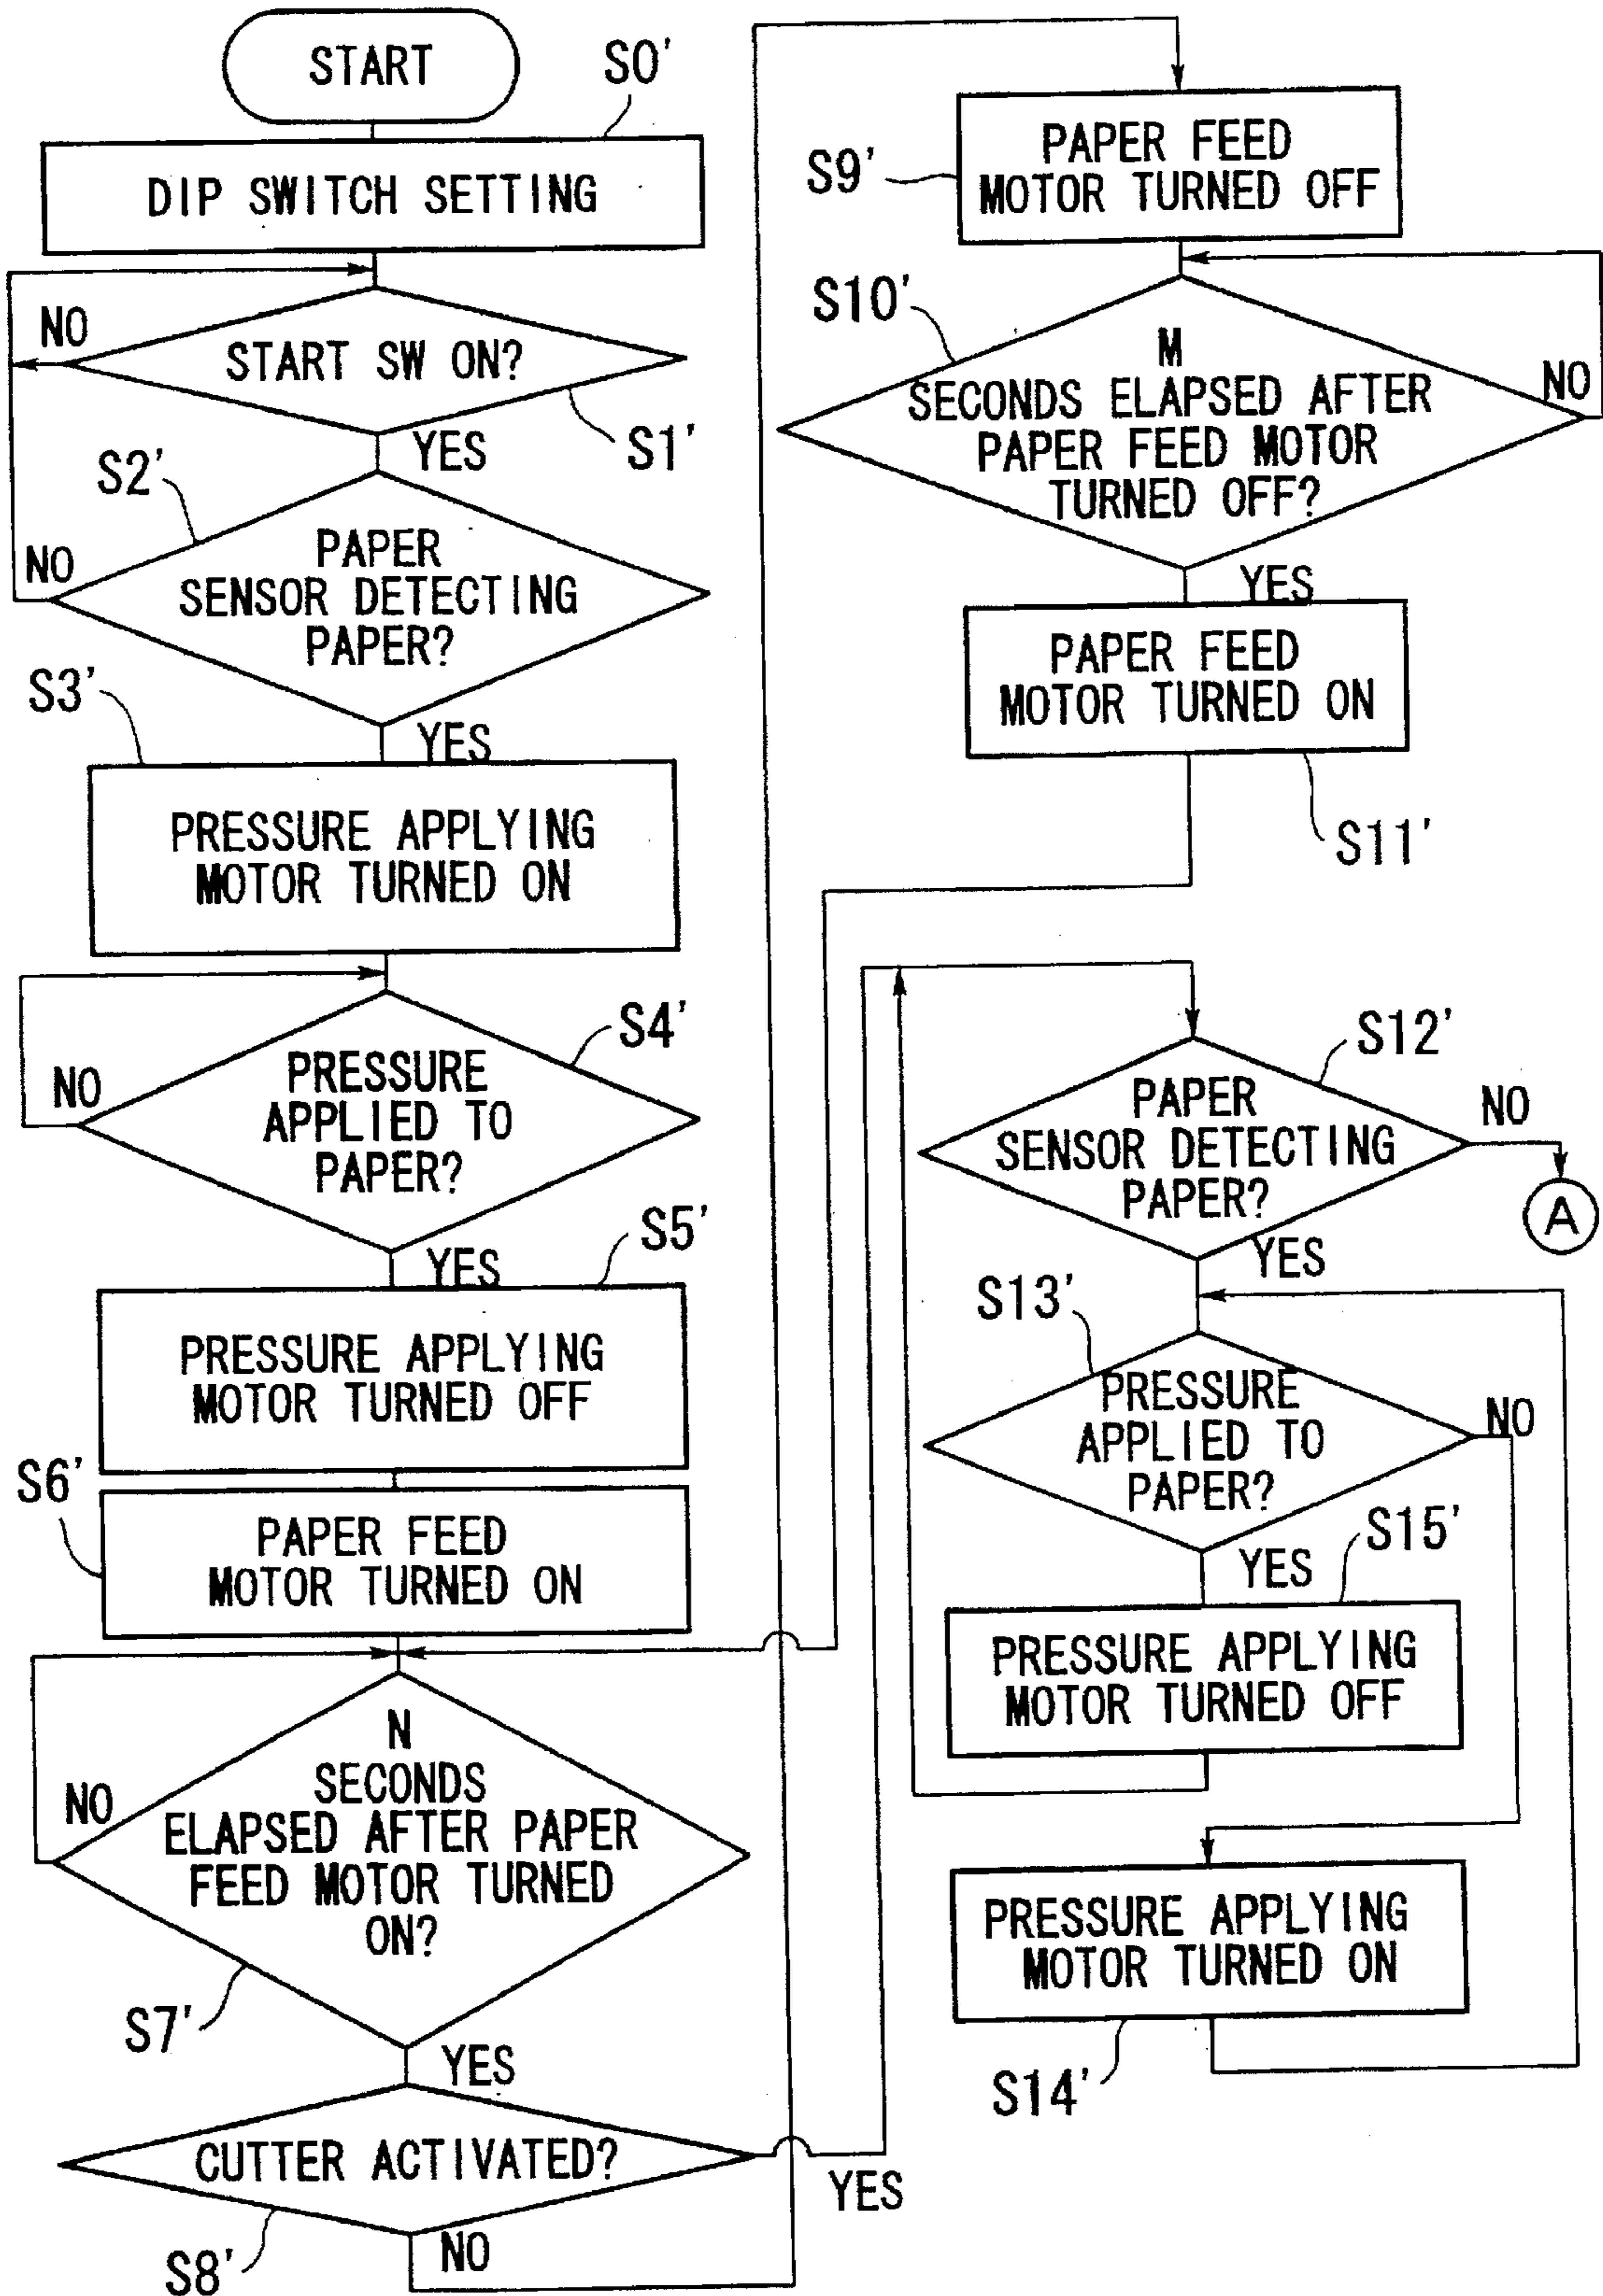 START
S0'
DIP SWITCH SETTING
NO
START SW ON?
S1'
YES
S2'
NO
PAPER
SENSOR DETECTING
PAPER?
S3'
YES
PRESSURE APPLYING
MOTOR TURNED ON
S4'
NO
PRESSURE
APPLIED TO
PAPER?
S5'
YES
PRESSURE APPLYING
MOTOR TURNED OFF
S6'
PAPER FEED
MOTOR TURNED ON
N
SECONDS
ELAPSED AFTER PAPER
FEED MOTOR TURNED
ON?
NO
S7'
YES
CUTTER ACTIVATED?
YES
S8'
NO
S9'
PAPER FEED
MOTOR TURNED OFF
S10'
M
SECONDS ELAPSED AFTER
PAPER FEED MOTOR
TURNED OFF?
NO
YES
PAPER FEED
MOTOR TURNED ON
S11'
S12'
PAPER
SENSOR DETECTING
PAPER?
NO
A
YES
S13'
PRESSURE
APPLIED TO
PAPER?
NO
S15'
YES
PRESSURE APPLYING
MOTOR TURNED OFF
PRESSURE APPLYING
MOTOR TURNED ON
S14'